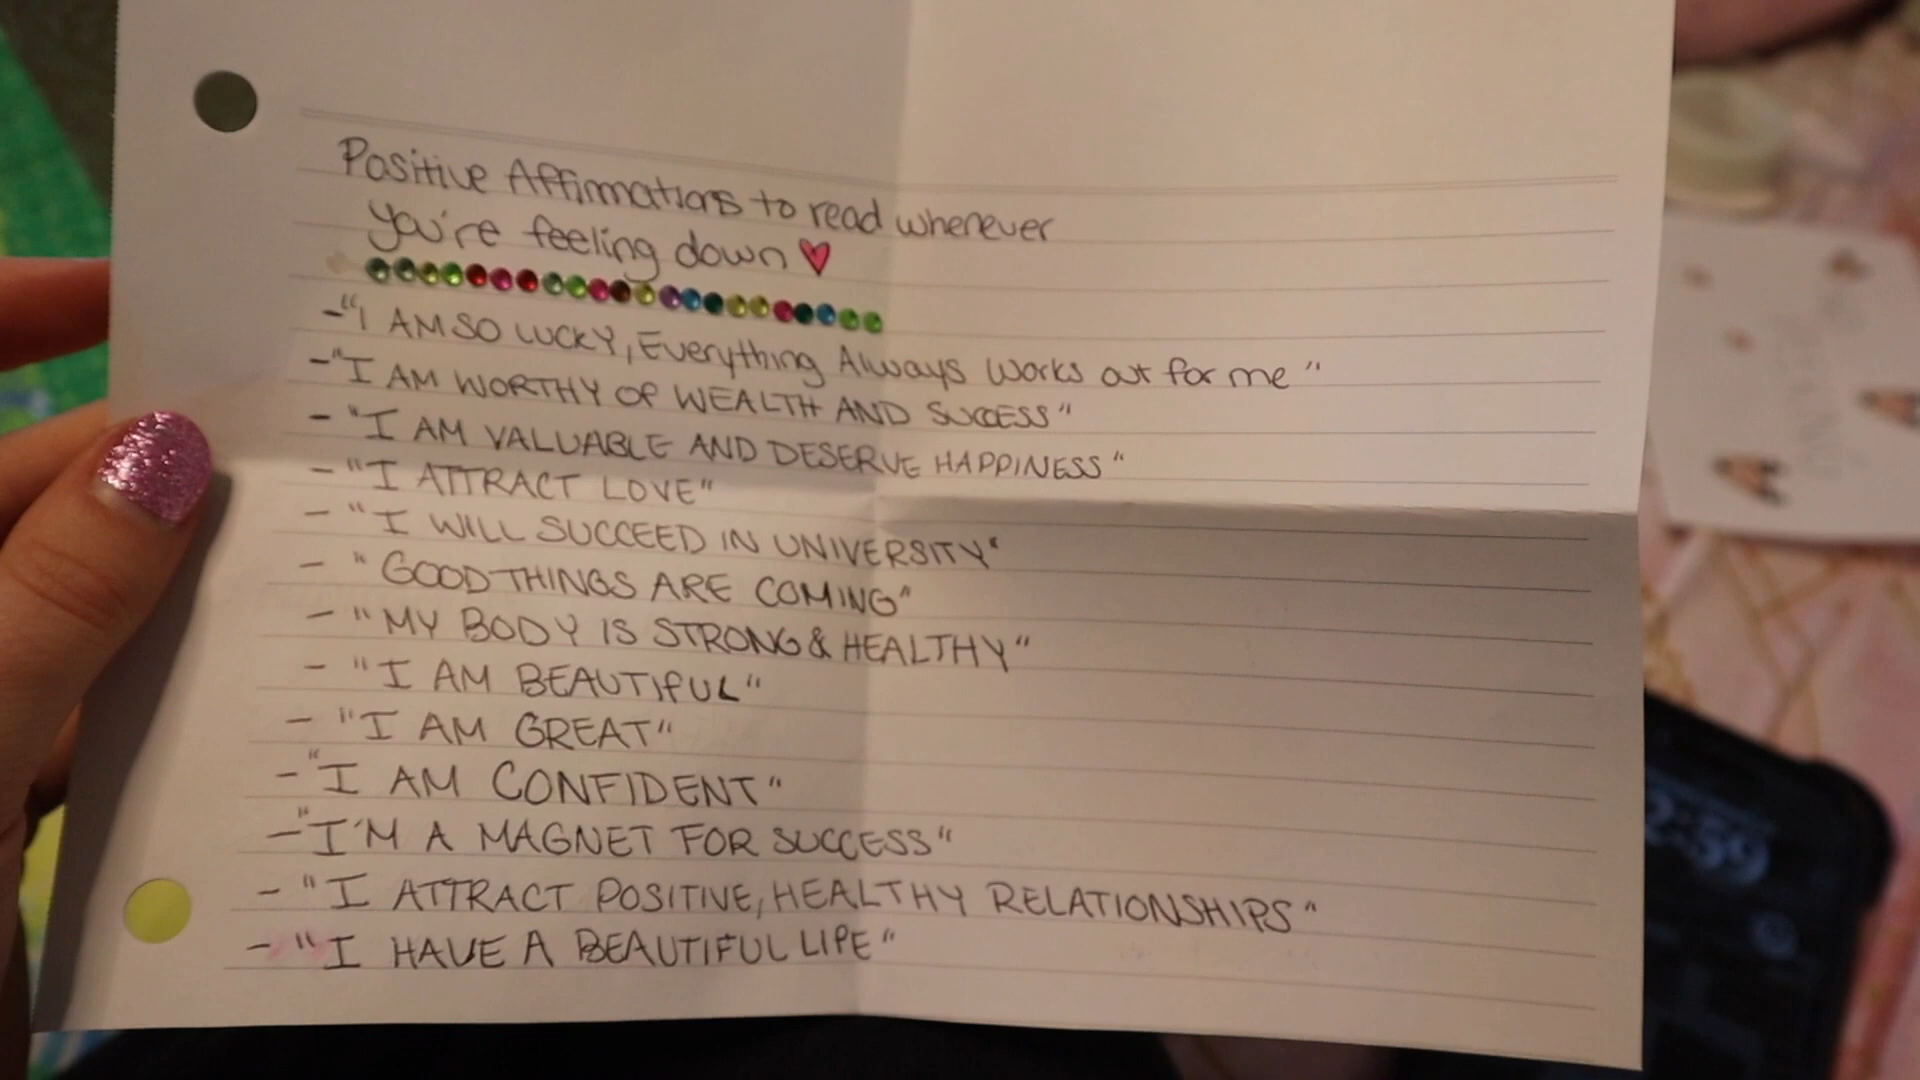 Positive Affirmations to read whenever
you're feeling down
- "I AM SO LUCKY, Everything Always Works out for me"
- "I AM WORTHY OF WEALTH AND SUCCESS"
- "I AM VALUABLE AND DESERVE HAPPINESS"
- "I ATTRACT LOVE"
- "I WILL SUCCEED IN UNIVERSITY"
- "GOOD THINGS ARE COMING"
- "MY BODY IS STRONG & HEALTHY"
- "I AM BEAUTIFUL"
- "I AM GREAT"
- "I AM CONFIDENT"
- "I'M A MAGNET FOR SUCCESS"
- "I ATTRACT POSITIVE, HEALTHY RELATIONSHIPS"
- "I HAVE A BEAUTIFUL LIFE"
2:59